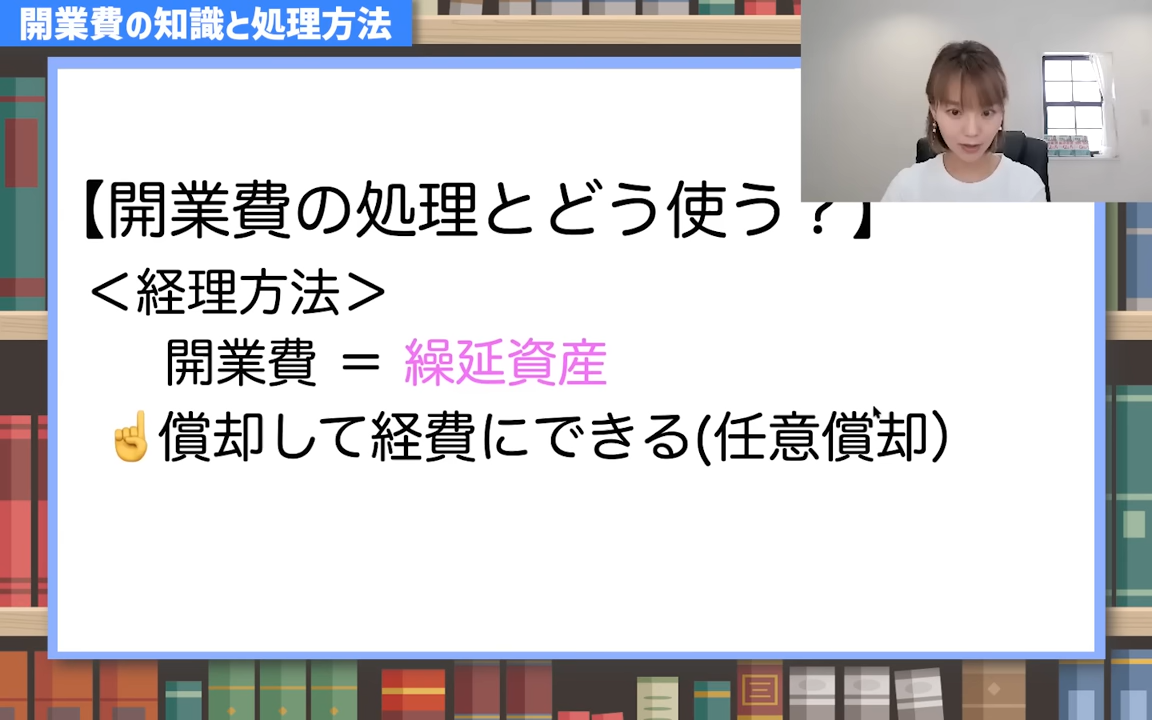 開業費の知識と処理方法
【開業費の処理とどう使う？】
＜経理方法＞
開業費 ＝ 繰延資産
☝償却して経費にできる(任意償却）